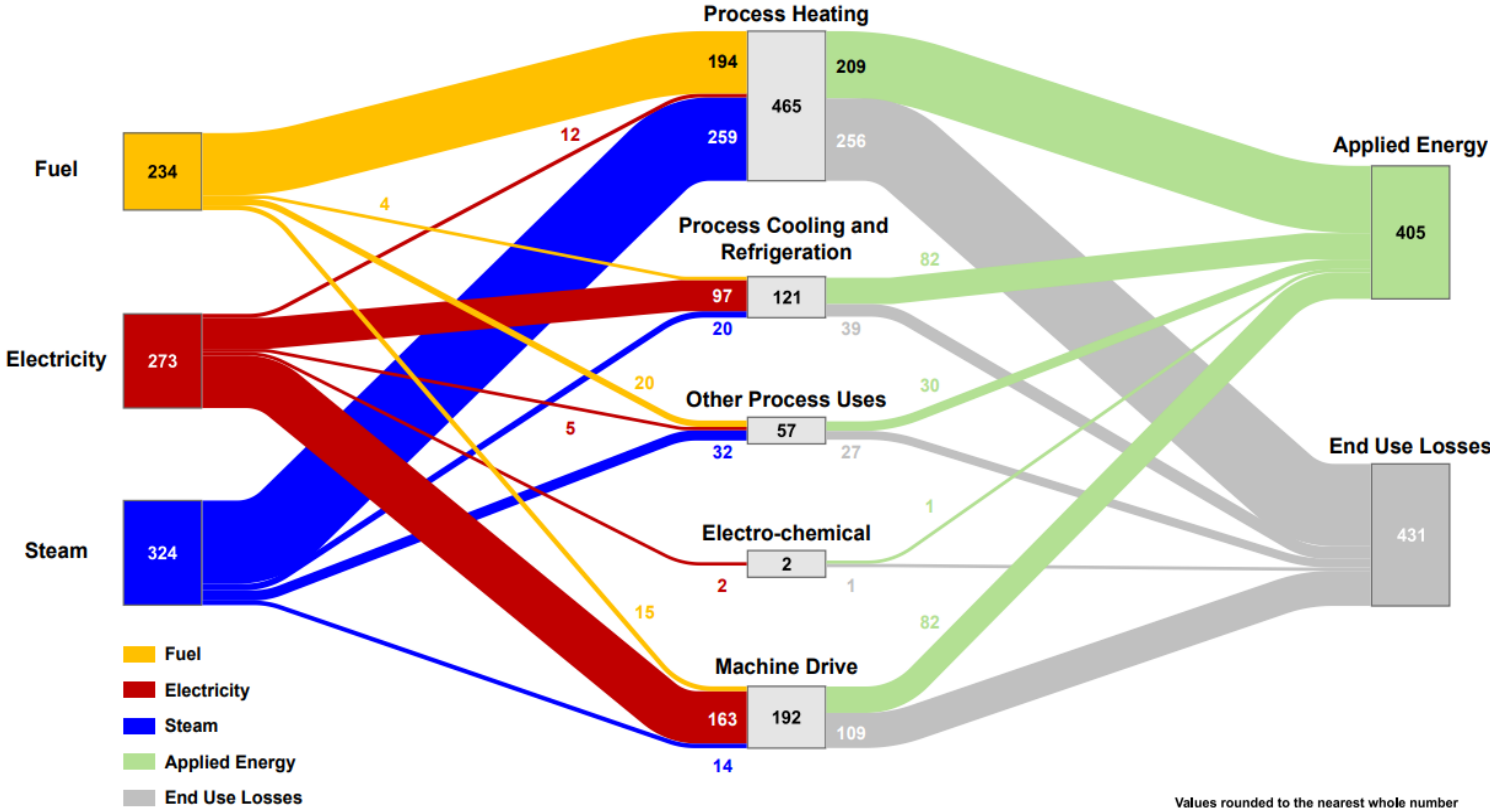 Process Heating
194
209
12
465
259
256
Fuel
234
Applied Energy
4
405
Process Cooling and
Refrigeration
82
97
121
20
39
Electricity
273
20
30
Other Process Uses
5
57
32
27
End Use Losses
1
Electro-chemical
431
Steam
324
2
2
1
15
82
Machine Drive
163
192
109
14
Fuel
Electricity
Steam
Applied Energy
End Use Losses
Values rounded to the nearest whole number